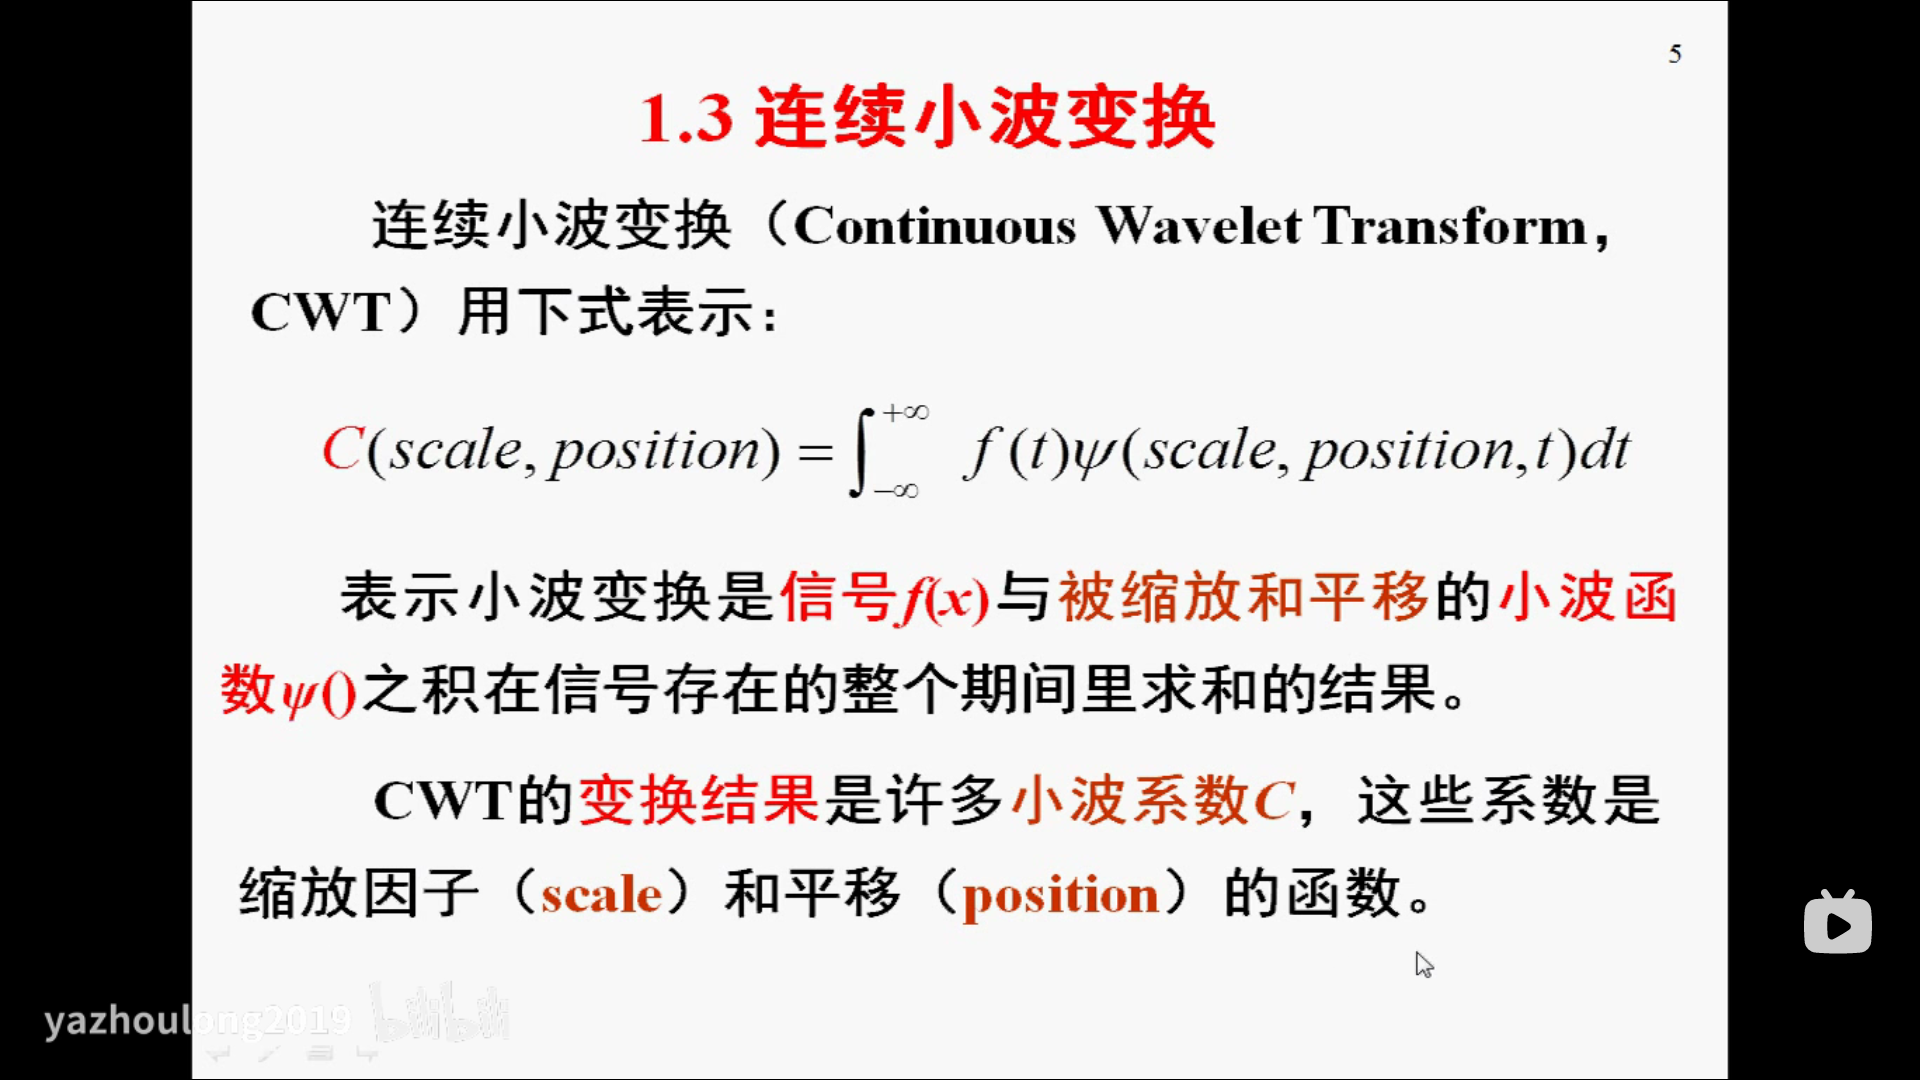 5
1.3 连续小波变换
连续小波变换（Continuous Wavelet Transform，
CWT）用下式表示：
C(scale, position) = ∫_{-∞}^{+∞} f(t)ψ(scale, position, t)dt
表示小波变换是信号f(x)与被缩放和平移的小波函
数ψ()之积在信号存在的整个期间里求和的结果。
CWT的变换结果是许多小波系数C，这些系数是
缩放因子（scale）和平移（position）的函数。
yazhoulong2019 bilibili